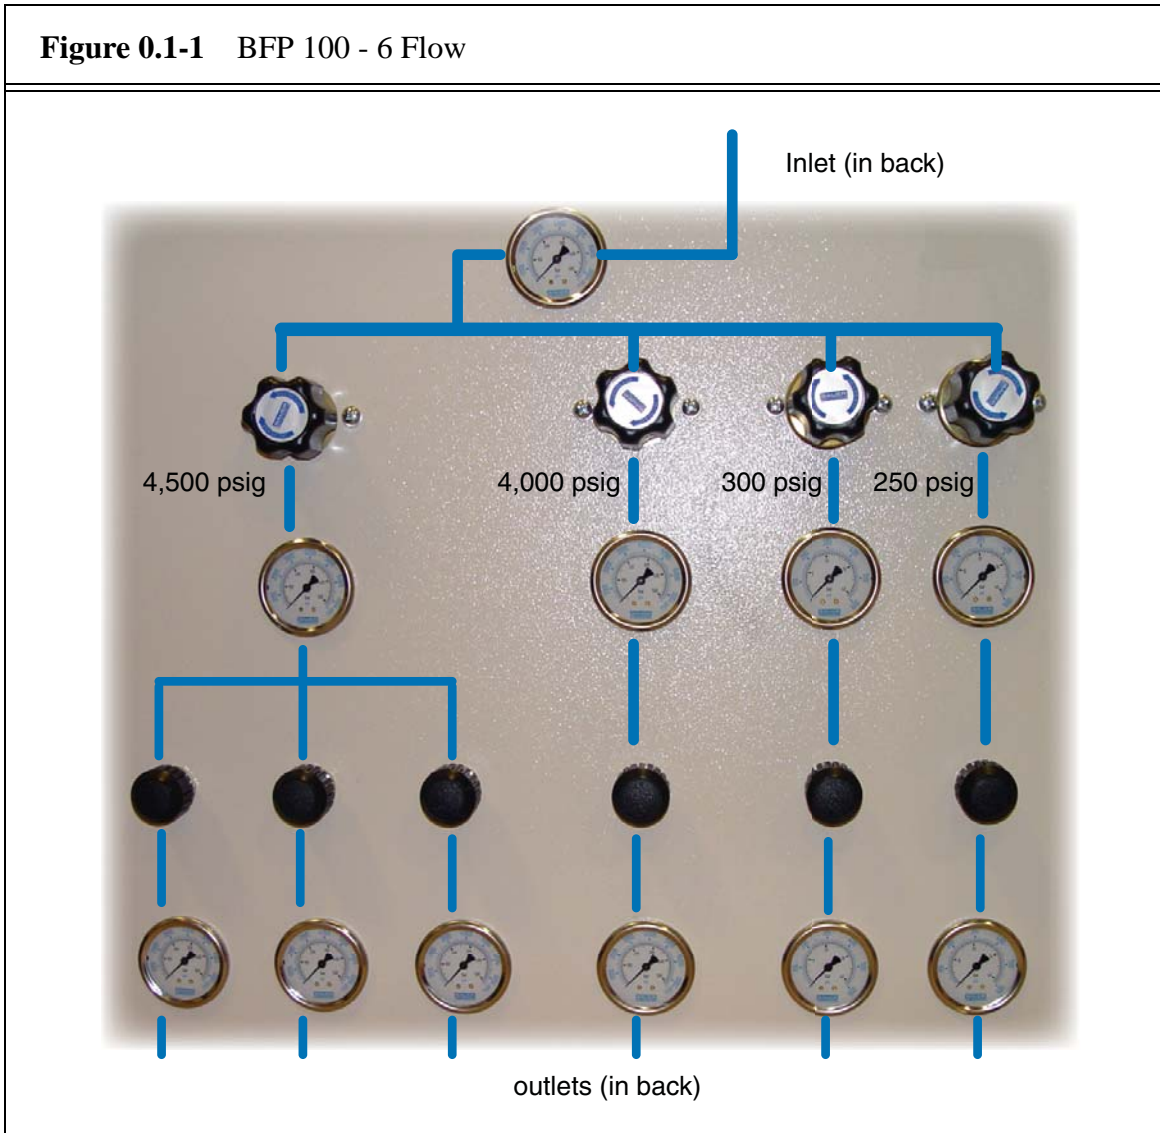 Figure 0.1-1 BFP 100 - 6 Flow
Inlet (in back)
4,500 psig
4,000 psig
300 psig
250 psig
outlets (in back)